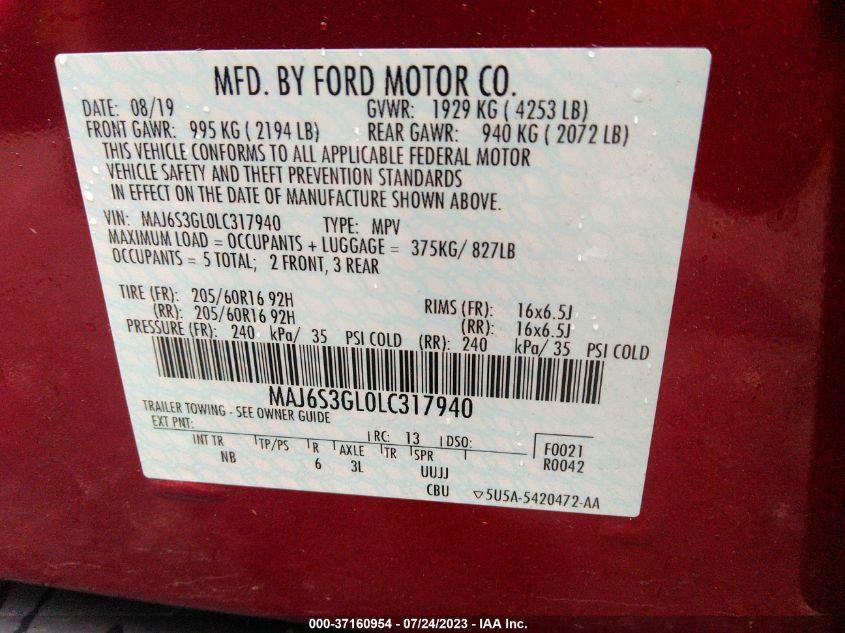 MFD. BY FORD MOTOR CO.
DATE: 08/19 GVWR: 1929 KG ( 4253 LB)
FRONT GAWR: 995 KG ( 2194 LB) REAR GAWR: 940 KG ( 2072 LB)
THIS VEHICLE CONFORMS TO ALL APPLICABLE FEDERAL MOTOR
VEHICLE SAFETY AND THEFT PREVENTION STANDARDS
IN EFFECT ON THE DATE OF MANUFACTURE SHOWN ABOVE.
VIN: MAJ6S3GL0LC317940 TYPE: MPV
MAXIMUM LOAD = OCCUPANTS + LUGGAGE = 375KG/ 827LB
OCCUPANTS = 5 TOTAL; 2 FRONT, 3 REAR
TIRE (FR): 205/60R16 92H RIMS (FR): 16x6.5J
(RR): 205/60R16 92H (RR): 16x6.5J
PRESSURE (FR): 240 kPa/ 35 PSI COLD (RR): 240 kPa/ 35 PSI COLD
MAJ6S3GL0LC317940
TRAILER TOWING - SEE OWNER GUIDE
EXT PNT: RC: 13 DSO: F0021
INT TR TP/PS R AXLE TR SPR R0042
NB 6 3L UUJJ
CBU ▽5U5A-5420472-AA
000-37160954 - 07/24/2023 - IAA Inc.